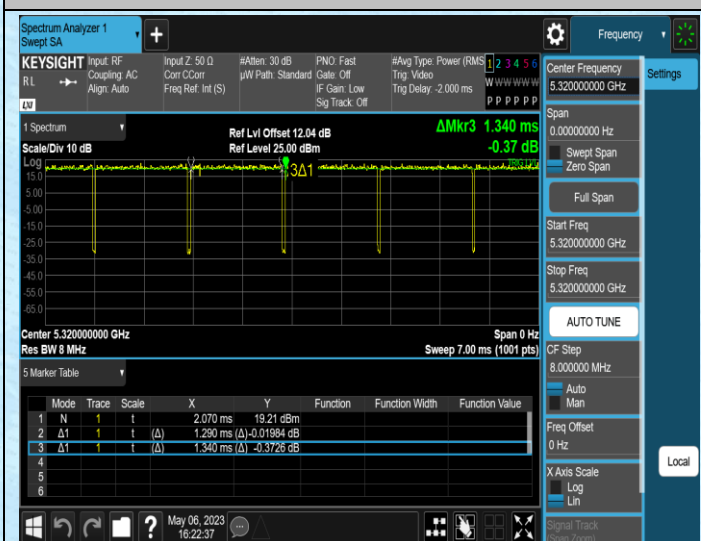 Spectrum Analyzer 1
Swept SA
Frequency
KEYSIGHT
RL
LXI
Input: RF
Coupling: AC
Align: Auto
Input Z: 50 Ω
Corr CCorr
Freq Ref: Int (S)
#Atten: 30 dB
µW Path: Standard
PNO: Fast
Gate: Off
IF Gain: Low
Sig Track: Off
#Avg Type: Power (RMS
Trig: Video
Trig Delay: -2.000 ms
1 2 3 4 5 6
W W W W W W
P P P P P P
Center Frequency
5.320000000 GHz
Settings
Span
0.00000000 Hz
Swept Span
Zero Span
Full Span
Start Freq
5.320000000 GHz
Stop Freq
5.320000000 GHz
AUTO TUNE
CF Step
8.000000 MHz
Auto
Man
Freq Offset
0 Hz
X Axis Scale
Log
Lin
Signal Track
(Span Zoom)
Local
1 Spectrum
Scale/Div 10 dB
Ref Lvl Offset 12.04 dB
Ref Level 25.00 dBm
ΔMkr3 1.340 ms
-0.37 dB
Log
15.0
5.00
-5.00
-15.0
-25.0
-35.0
-45.0
-55.0
-65.0
1
3Δ1
Center 5.320000000 GHz
Res BW 8 MHz
Span 0 Hz
Sweep 7.00 ms (1001 pts)
5 Marker Table
Mode Trace Scale X Y Function Function Width Function Value
1 N 1 t 2.070 ms 19.21 dBm
2 Δ1 1 t (Δ) 1.290 ms (Δ) -0.01984 dB
3 Δ1 1 t (Δ) 1.340 ms (Δ) -0.3726 dB
4
5
6
?
May 06, 2023
16:22:37